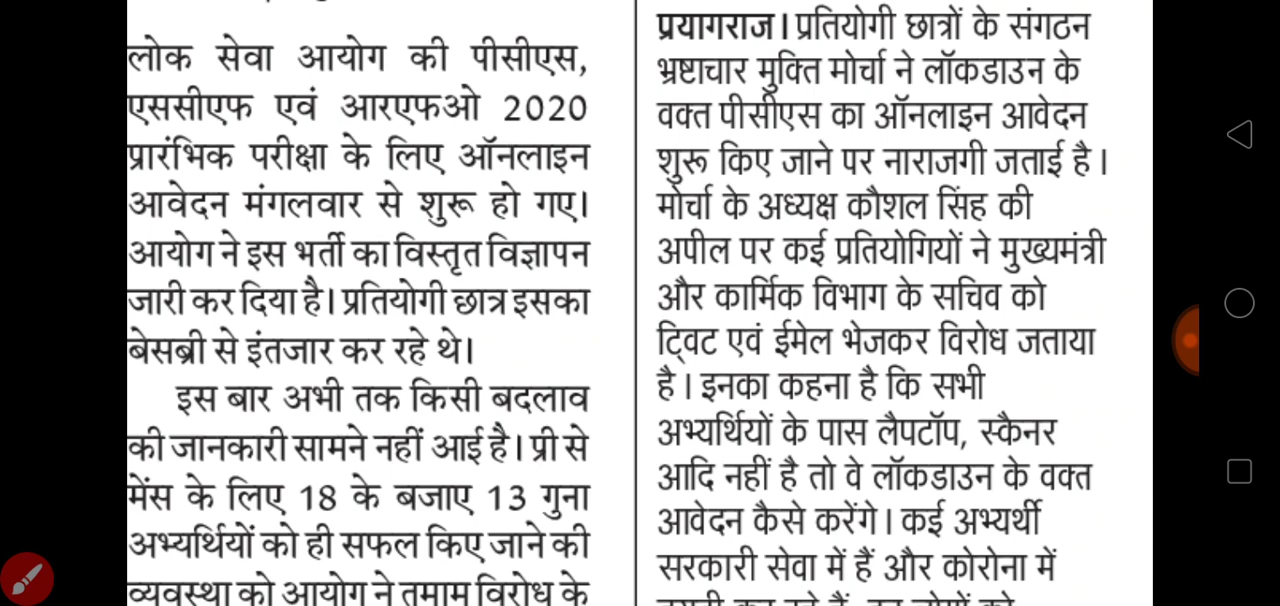 लोक सेवा आयोग की पीसीएस,
एससीएफ एवं आरएफओ 2020
प्रारंभिक परीक्षा के लिए ऑनलाइन
आवेदन मंगलवार से शुरू हो गए।
आयोग ने इस भर्ती का विस्तृत विज्ञापन
जारी कर दिया है। प्रतियोगी छात्र इसका
बेसब्री से इंतजार कर रहे थे।
इस बार अभी तक किसी बदलाव
की जानकारी सामने नहीं आई है। प्री से
मेंस के लिए 18 के बजाए 13 गुना
अभ्यर्थियों को ही सफल किए जाने की
व्यवस्था को आयोग ने तमाम विरोध के
प्रयागराज। प्रतियोगी छात्रों के संगठन
भ्रष्टाचार मुक्ति मोर्चा ने लॉकडाउन के
वक्त पीसीएस का ऑनलाइन आवेदन
शुरू किए जाने पर नाराजगी जताई है।
मोर्चा के अध्यक्ष कौशल सिंह की
अपील पर कई प्रतियोगियों ने मुख्यमंत्री
और कार्मिक विभाग के सचिव को
ट्विट एवं ईमेल भेजकर विरोध जताया
है। इनका कहना है कि सभी
अभ्यर्थियों के पास लैपटॉप, स्कैनर
आदि नहीं है तो वे लॉकडाउन के वक्त
आवेदन कैसे करेंगे। कई अभ्यर्थी
सरकारी सेवा में हैं और कोरोना में